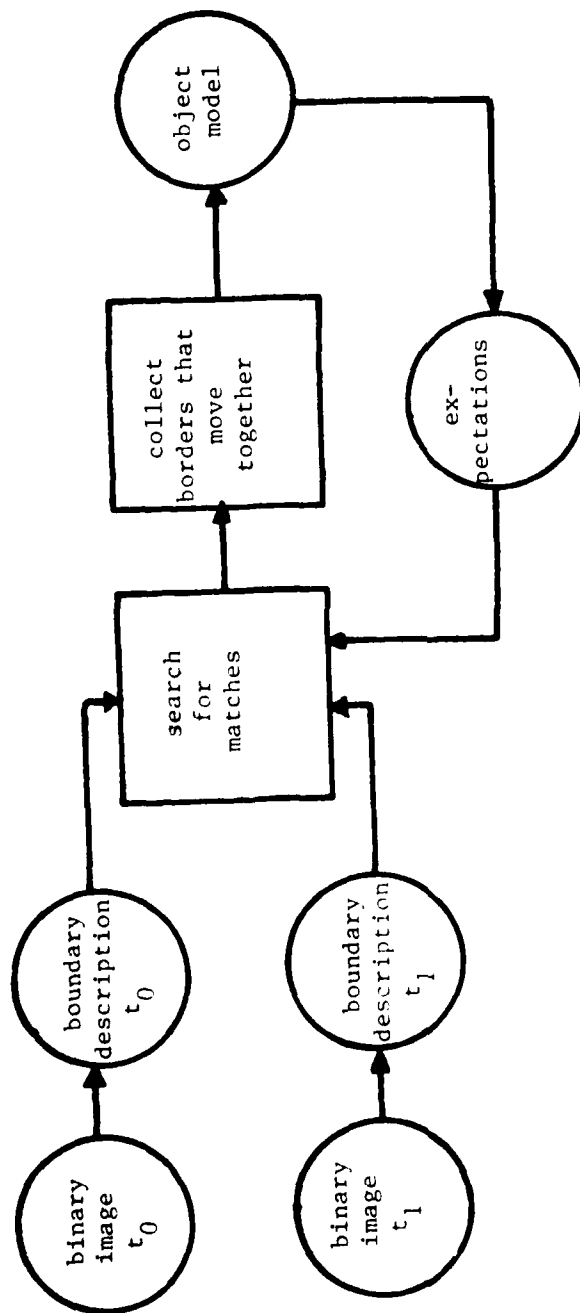 binary
image
t0
boundary
description
t0
binary
image
t1
boundary
description
t1
search
for
matches
collect
borders that
move
together
object
model
ex-
pectations